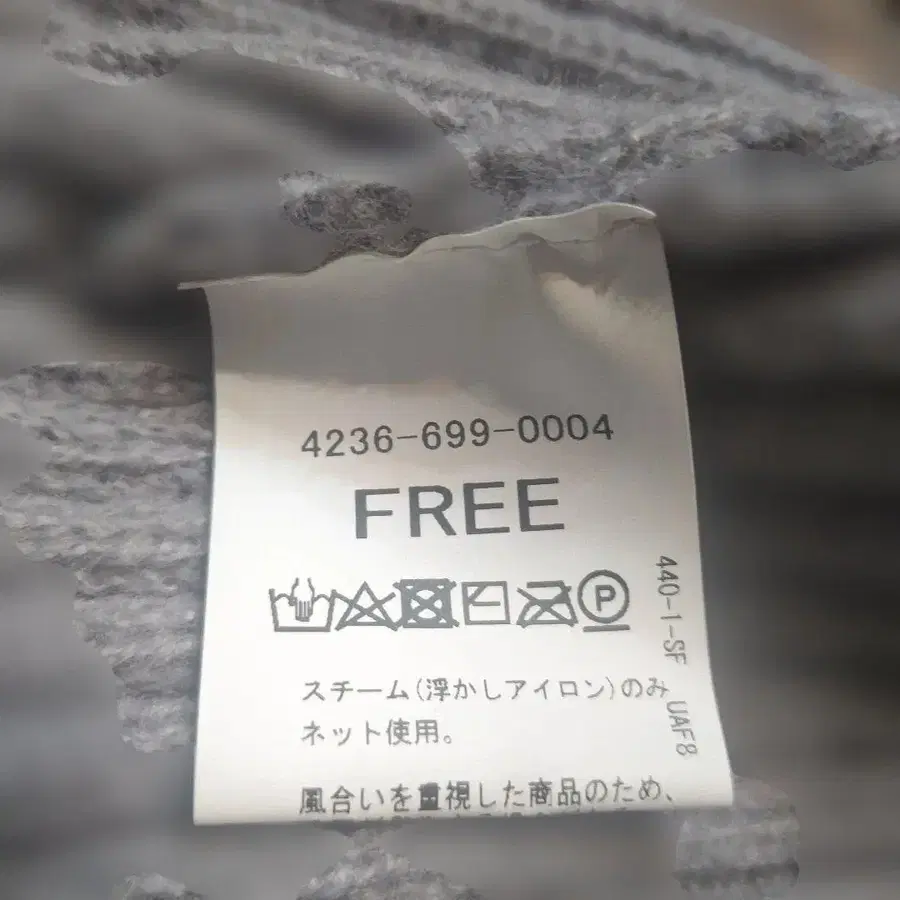 4236-699-0004
FREE
P
スチーム(浮かしアイロン)のみ
ネット使用。
風合いを重視した商品のため、
440-1-SF UAF8